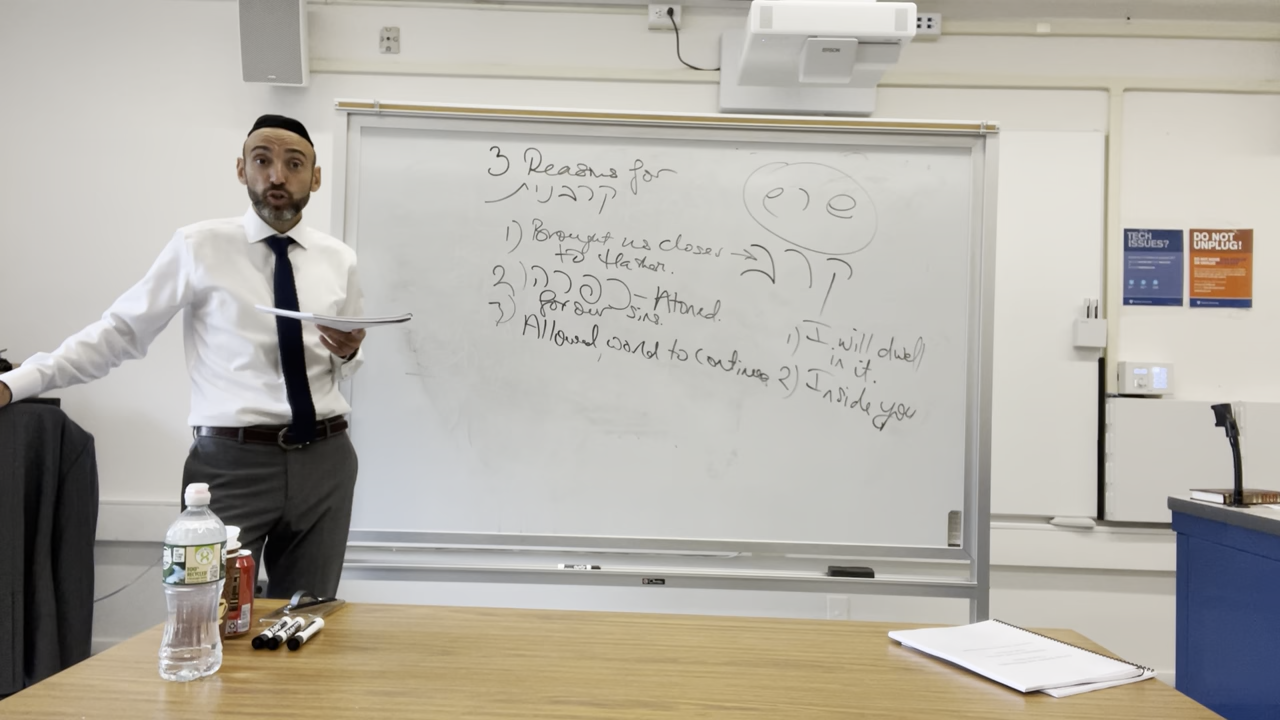 3 Reasons for
קרבנות
1) Brought us closer → קרב
to Hashem.
2) כפרה - Atoned
for our sins.
3) Allowed world to continue
1) I will dwell
in it.
2) Inside you
EPSON
TECH
ISSUES?
DO NOT
UNPLUG!